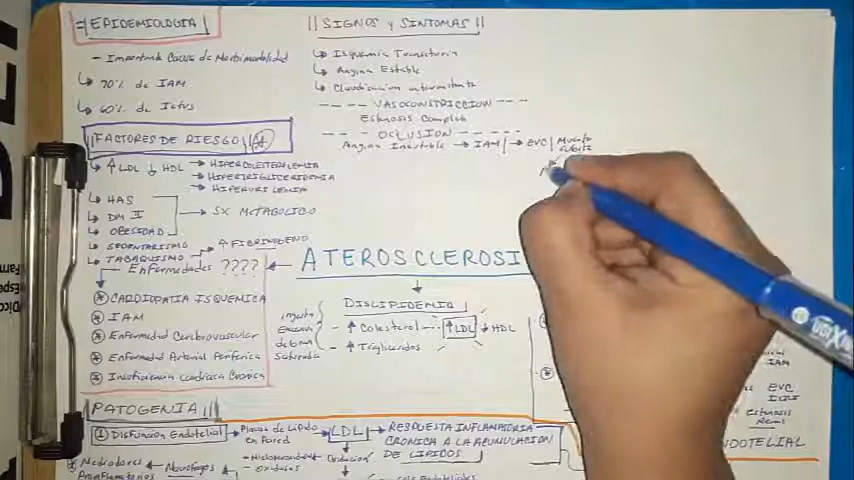 EPIDEMIOLOGIA
- Importante Causa de Morbimortalidad
70% de IAM
60% de Ictus
FACTORES DE RIESGO
↑ LDL ↓ HDL → HIPERCOLESTEROLEMIA
→ HIPERTRIGLICERIDEMIA
→ HIPERURICEMIA
HAS
DM II → SX METABOLICO
OBESIDAD
SEDENTARISMO
TABAQUISMO → ↑ FIBRINOGENO
Enfermedades ????
CARDIOPATIA ISQUEMICA
IAM
Enfermedad Cerebrovascular
Enfermedad Arterial Periferica
Insuficiencia cardiaca Cronica
SIGNOS y SINTOMAS
Isquemia Transitoria
Angina Estable
Claudicacion intermitente
--- VASOCONSTRICCION ---
Estenosis Completa
--- OCLUSION ---
Angina Inestable → IAM → EVC Muerte
Subita
ATEROSCLEROSI
DISLIPIDEMIA
ingesta
Excesiva
de Grasa
Saturada
- ↑ Colesterol -- ↑ LDL ↓ HDL
- ↑ Trigliceridos
IAM
EVC
estenosis
ENDOTELIAL
PATOGENIA
① Disfuncion Endotelial → Placas de Lipido
en Pared → LDL → RESPUESTA INFLAMATORIA
CRONICA A LA ACUMULACION
DE LIPIDOS
Mediadores ← Macrofagos
Proinflamatorios
Oxidacion